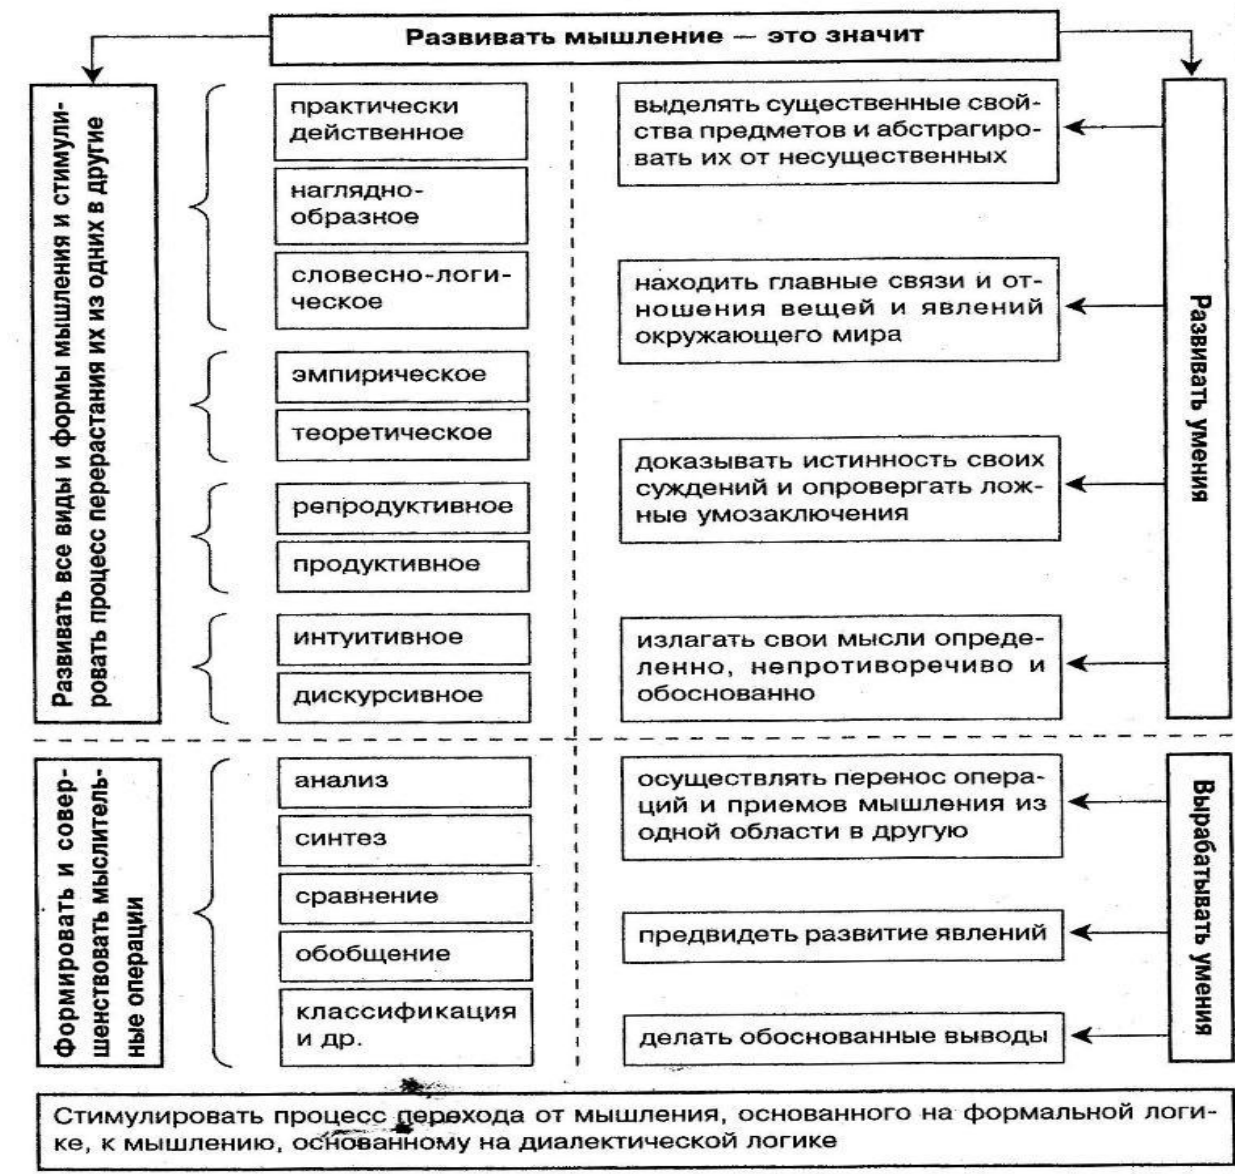 Развивать мышление — это значит
Развивать все виды и формы мышления и стимули-
ровать процесс перерастания их из одних в другие
практически
действенное
наглядно-
образное
словесно-логи-
ческое
эмпирическое
теоретическое
репродуктивное
продуктивное
интуитивное
дискурсивное
выделять существенные свой-
ства предметов и абстрагиро-
вать их от несущественных
находить главные связи и от-
ношения вещей и явлений
окружающего мира
доказывать истинность своих
суждений и опровергать лож-
ные умозаключения
излагать свои мысли опреде-
ленно, непротиворечиво и
обоснованно
Развивать умения
Формировать и совер-
шенствовать мыслитель-
ные операции
анализ
синтез
сравнение
обобщение
классификация
и др.
осуществлять перенос опера-
ций и приемов мышления из
одной области в другую
предвидеть развитие явлений
делать обоснованные выводы
Вырабатывать умения
Стимулировать процесс перехода от мышления, основанного на формальной логи-
ке, к мышлению, основанному на диалектической логике